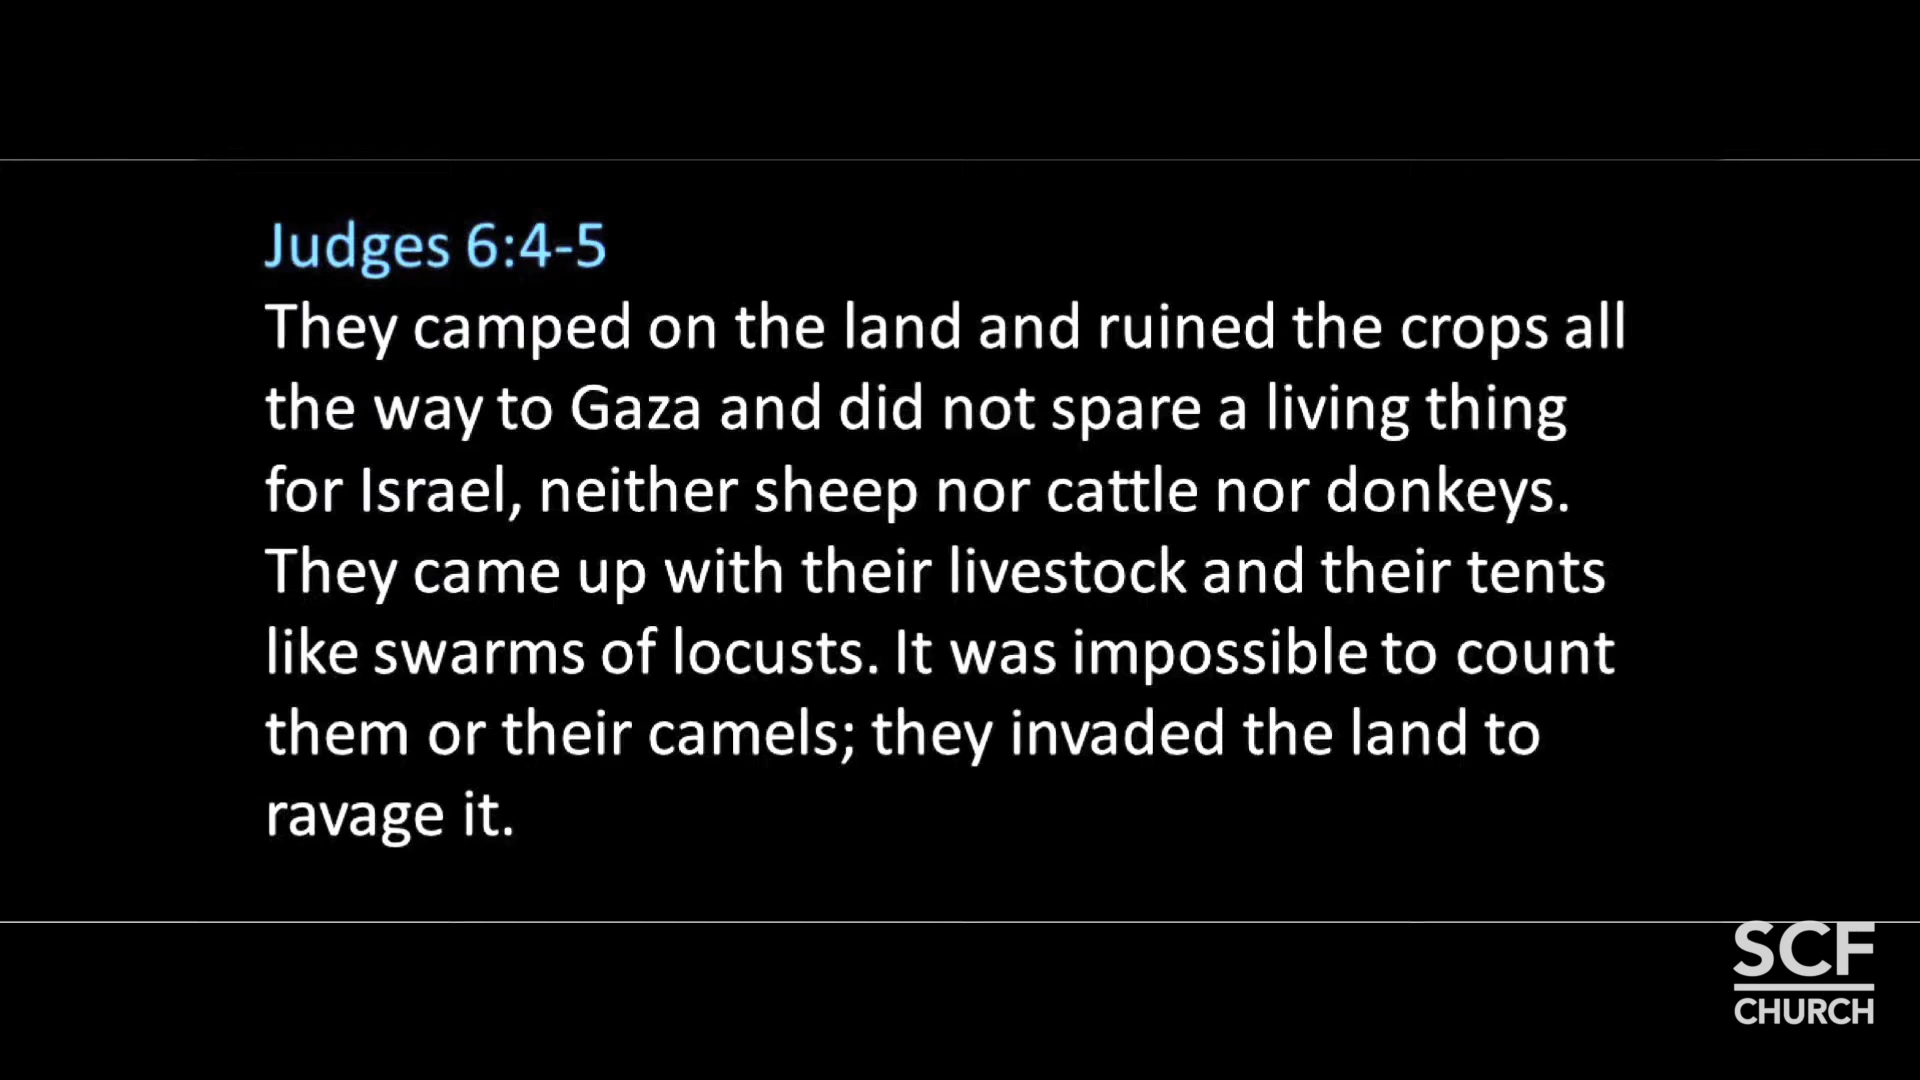 Judges 6:4-5
They camped on the land and ruined the crops all
the way to Gaza and did not spare a living thing
for Israel, neither sheep nor cattle nor donkeys.
They came up with their livestock and their tents
like swarms of locusts. It was impossible to count
them or their camels; they invaded the land to
ravage it.
SCF
CHURCH